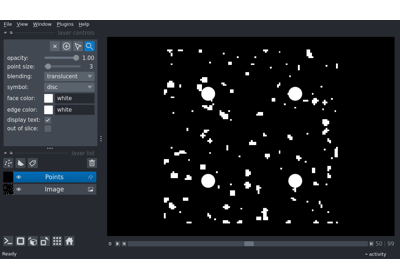 File View Window Plugins Help
layer controls
opacity: 1.00
point size: 3
blending: translucent
symbol: disc
face color: white
edge color: white
display text:
out of slice:
layer list
Points
Image
Ready
0
50 99
activity